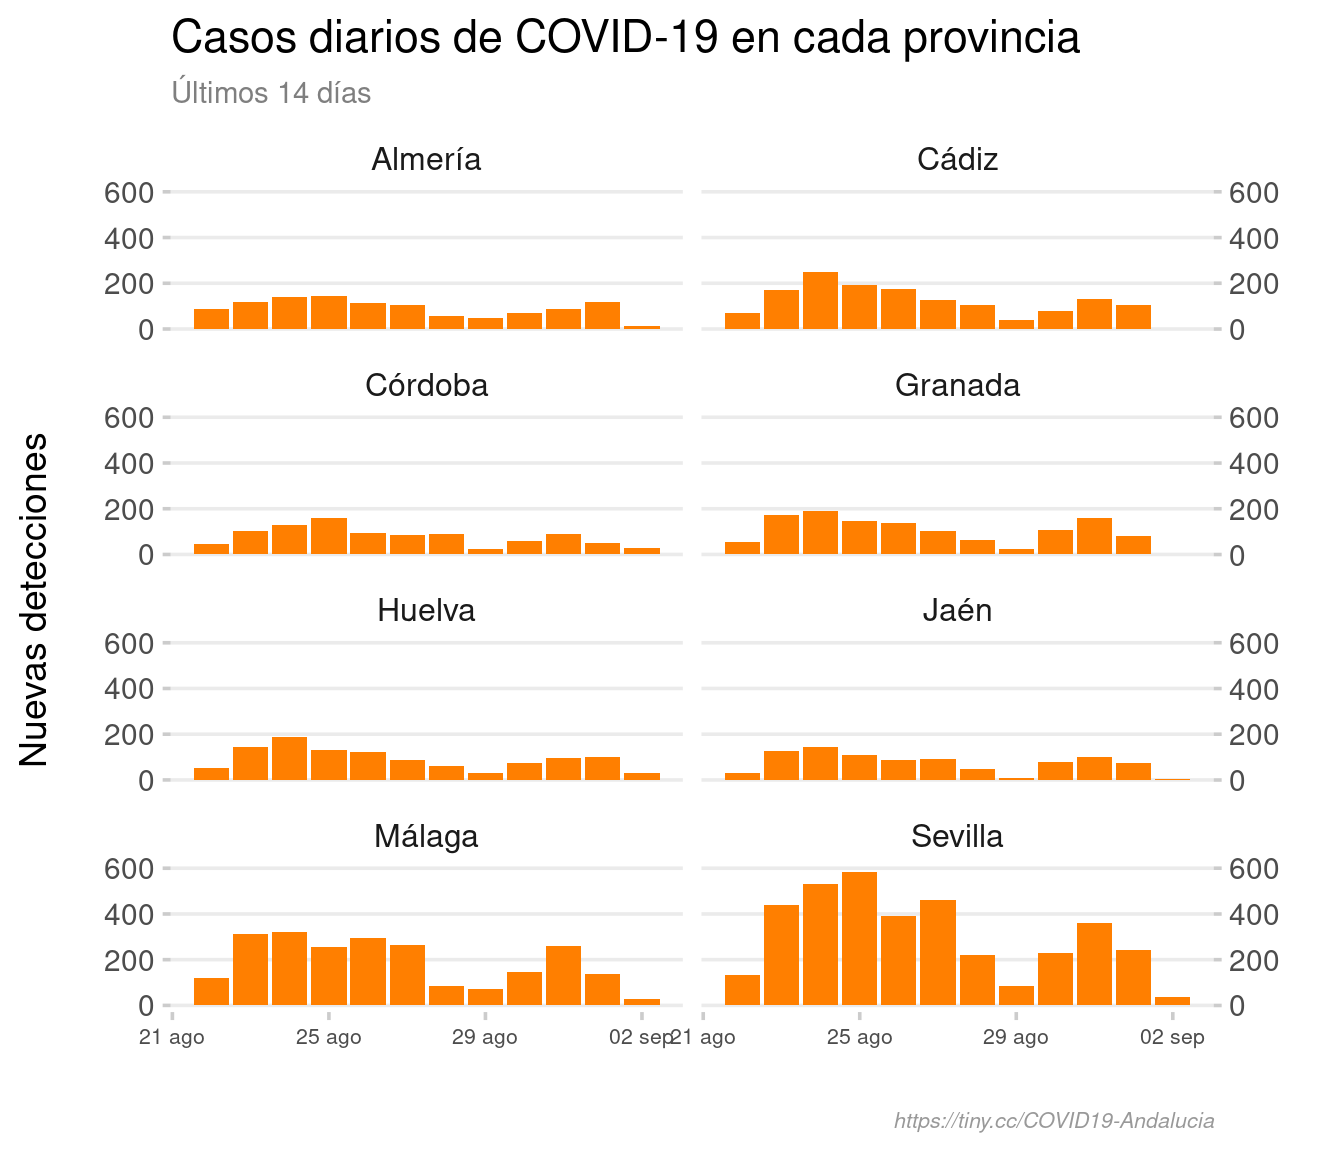 Casos diarios de COVID-19 en cada provincia
Últimos 14 días
Nuevas detecciones
Almería
Cádiz
600
400
200
0
600
400
200
0
Córdoba
Granada
600
400
200
0
600
400
200
0
Huelva
Jaén
600
400
200
0
600
400
200
0
Málaga
Sevilla
600
400
200
0
600
400
200
0
21 ago 25 ago 29 ago 02 sep
21 ago 25 ago 29 ago 02 sep
https://tiny.cc/COVID19-Andalucia